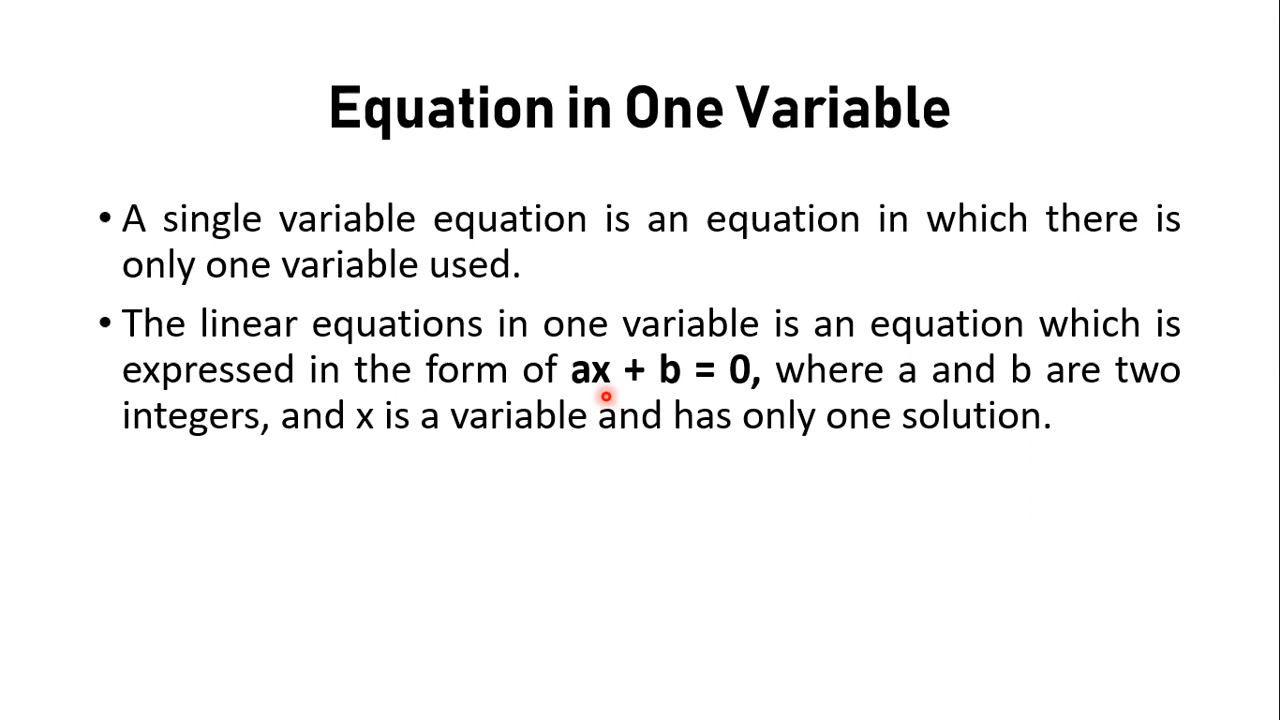 Equation in One Variable
• A single variable equation is an equation in which there is
only one variable used.
• The linear equations in one variable is an equation which is
expressed in the form of ax + b = 0, where a and b are two
integers, and x is a variable and has only one solution.